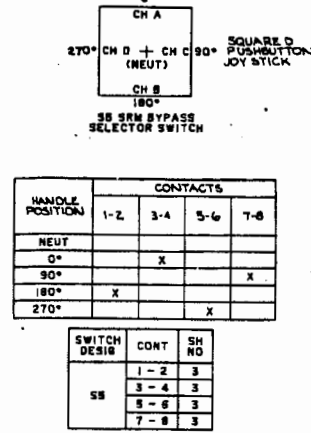 CH A
270° CH D + CH C 90°
(NEUT)
CH B
180°
SQUARE D
PUSHBUTTON
JOY STICK
S5 SRM BYPASS
SELECTOR SWITCH
HANDLE POSITION CONTACTS
1-2 3-4 5-6 7-8
NEUT
0° X
90° X
180° X
270° X
SWITCH DESIG CONT SH NO
S5 1-2 3
3-4 3
5-6 3
7-8 3